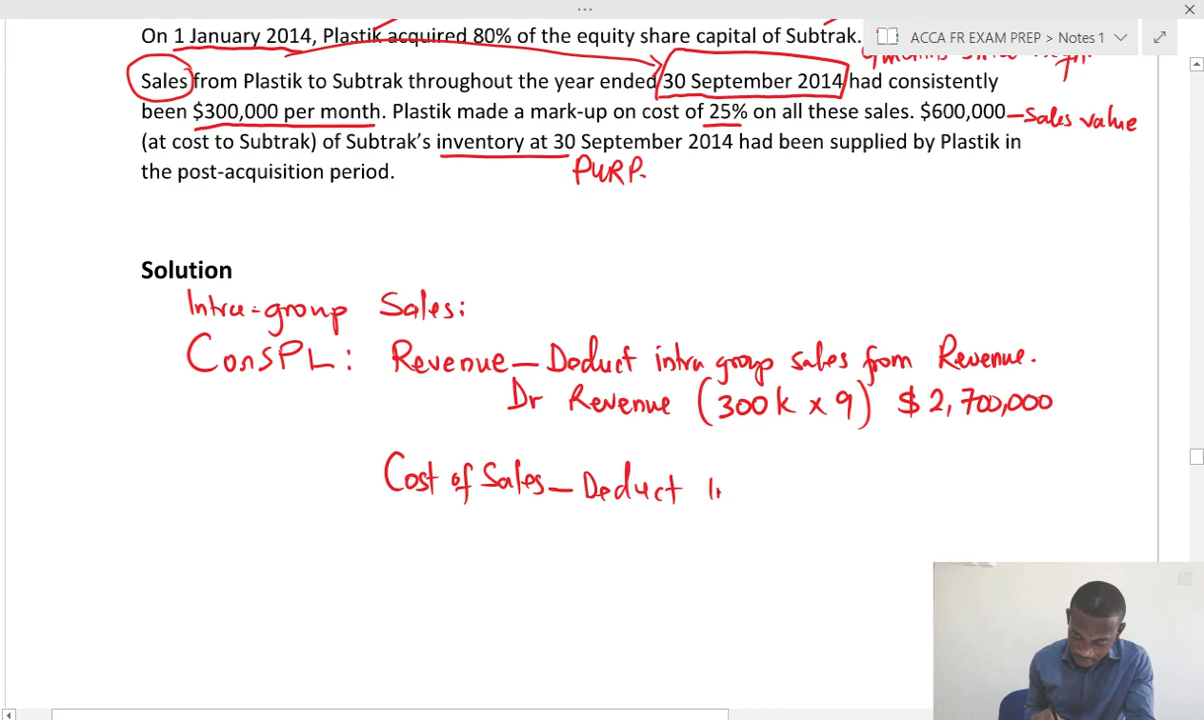 On 1 January 2014, Plastik acquired 80% of the equity share capital of Subtrak.
ACCA FR EXAM PREP > Notes 1
Sales from Plastik to Subtrak throughout the year ended 30 September 2014 had consistently
been $300,000 per month. Plastik made a mark-up on cost of 25% on all these sales. $600,000 – Sales value
(at cost to Subtrak) of Subtrak’s inventory at 30 September 2014 had been supplied by Plastik in
the post-acquisition period.
PURP.
Solution
Intra-group Sales:
ConSPL: Revenue – Deduct intra group sales from Revenue.
Dr Revenue (300k x 9) $2,700,000
Cost of Sales – Deduct